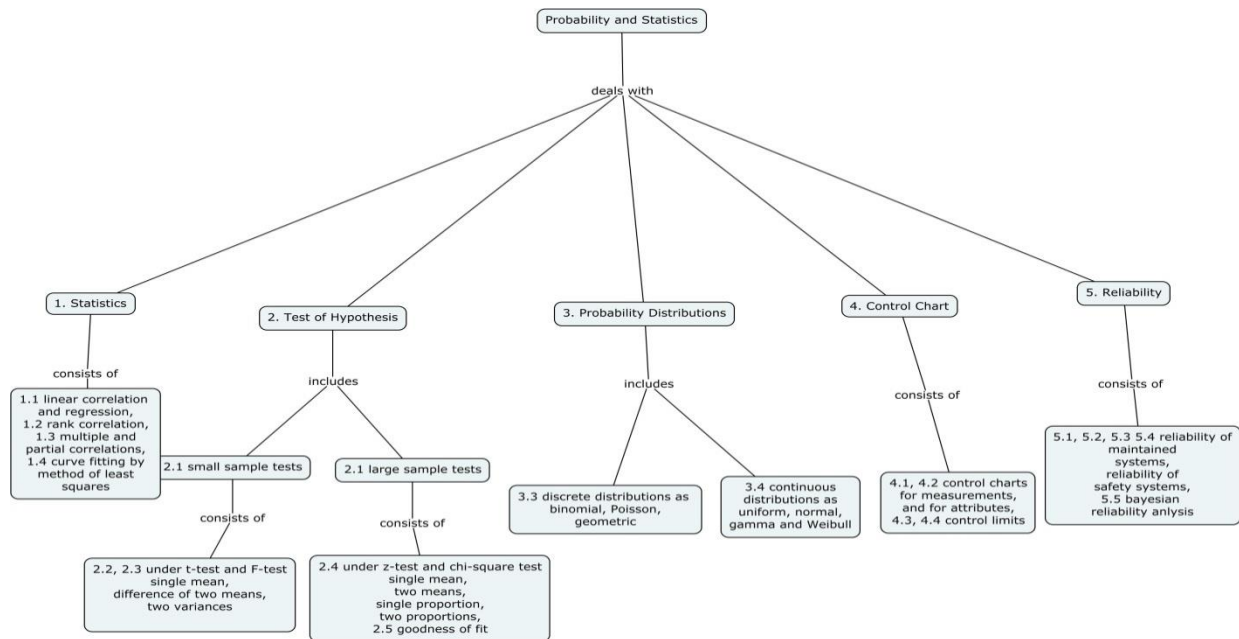 Probability and Statistics
deals with
1. Statistics
2. Test of Hypothesis
3. Probability Distributions
4. Control Chart
5. Reliability
consists of
includes
includes
consists of
consists of
1.1 linear correlation
and regression,
1.2 rank correlation,
1.3 multiple and
partial correlations,
1.4 curve fitting by
method of least
squares
2.1 small sample tests
2.1 large sample tests
3.3 discrete distributions as
binomial, Poisson,
geometric
3.4 continuous
distributions as
uniform, normal,
gamma and Weibull
4.1, 4.2 control charts
for measurements,
and for attributes,
4.3, 4.4 control limits
5.1, 5.2, 5.3 5.4 reliability of
maintained
systems,
reliability of
safety systems,
5.5 bayesian
reliability anlysis
consists of
consists of
2.2, 2.3 under t-test and F-test
single mean,
difference of two means,
two variances
2.4 under z-test and chi-square test
single mean,
two means,
single proportion,
two proportions,
2.5 goodness of fit